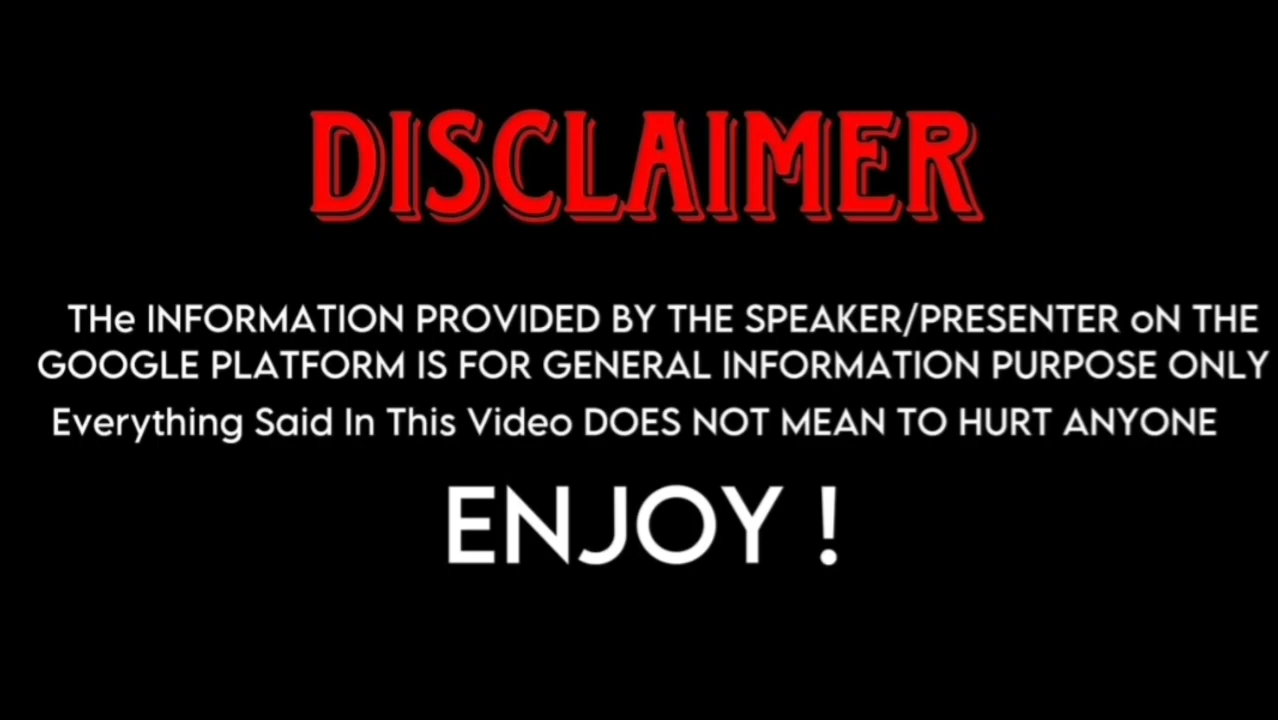 DISCLAIMER
THe INFORMATION PROVIDED BY THE SPEAKER/PRESENTER oN THE
GOOGLE PLATFORM IS FOR GENERAL INFORMATION PURPOSE ONLY
Everything Said In This Video DOES NOT MEAN TO HURT ANYONE
ENJOY !